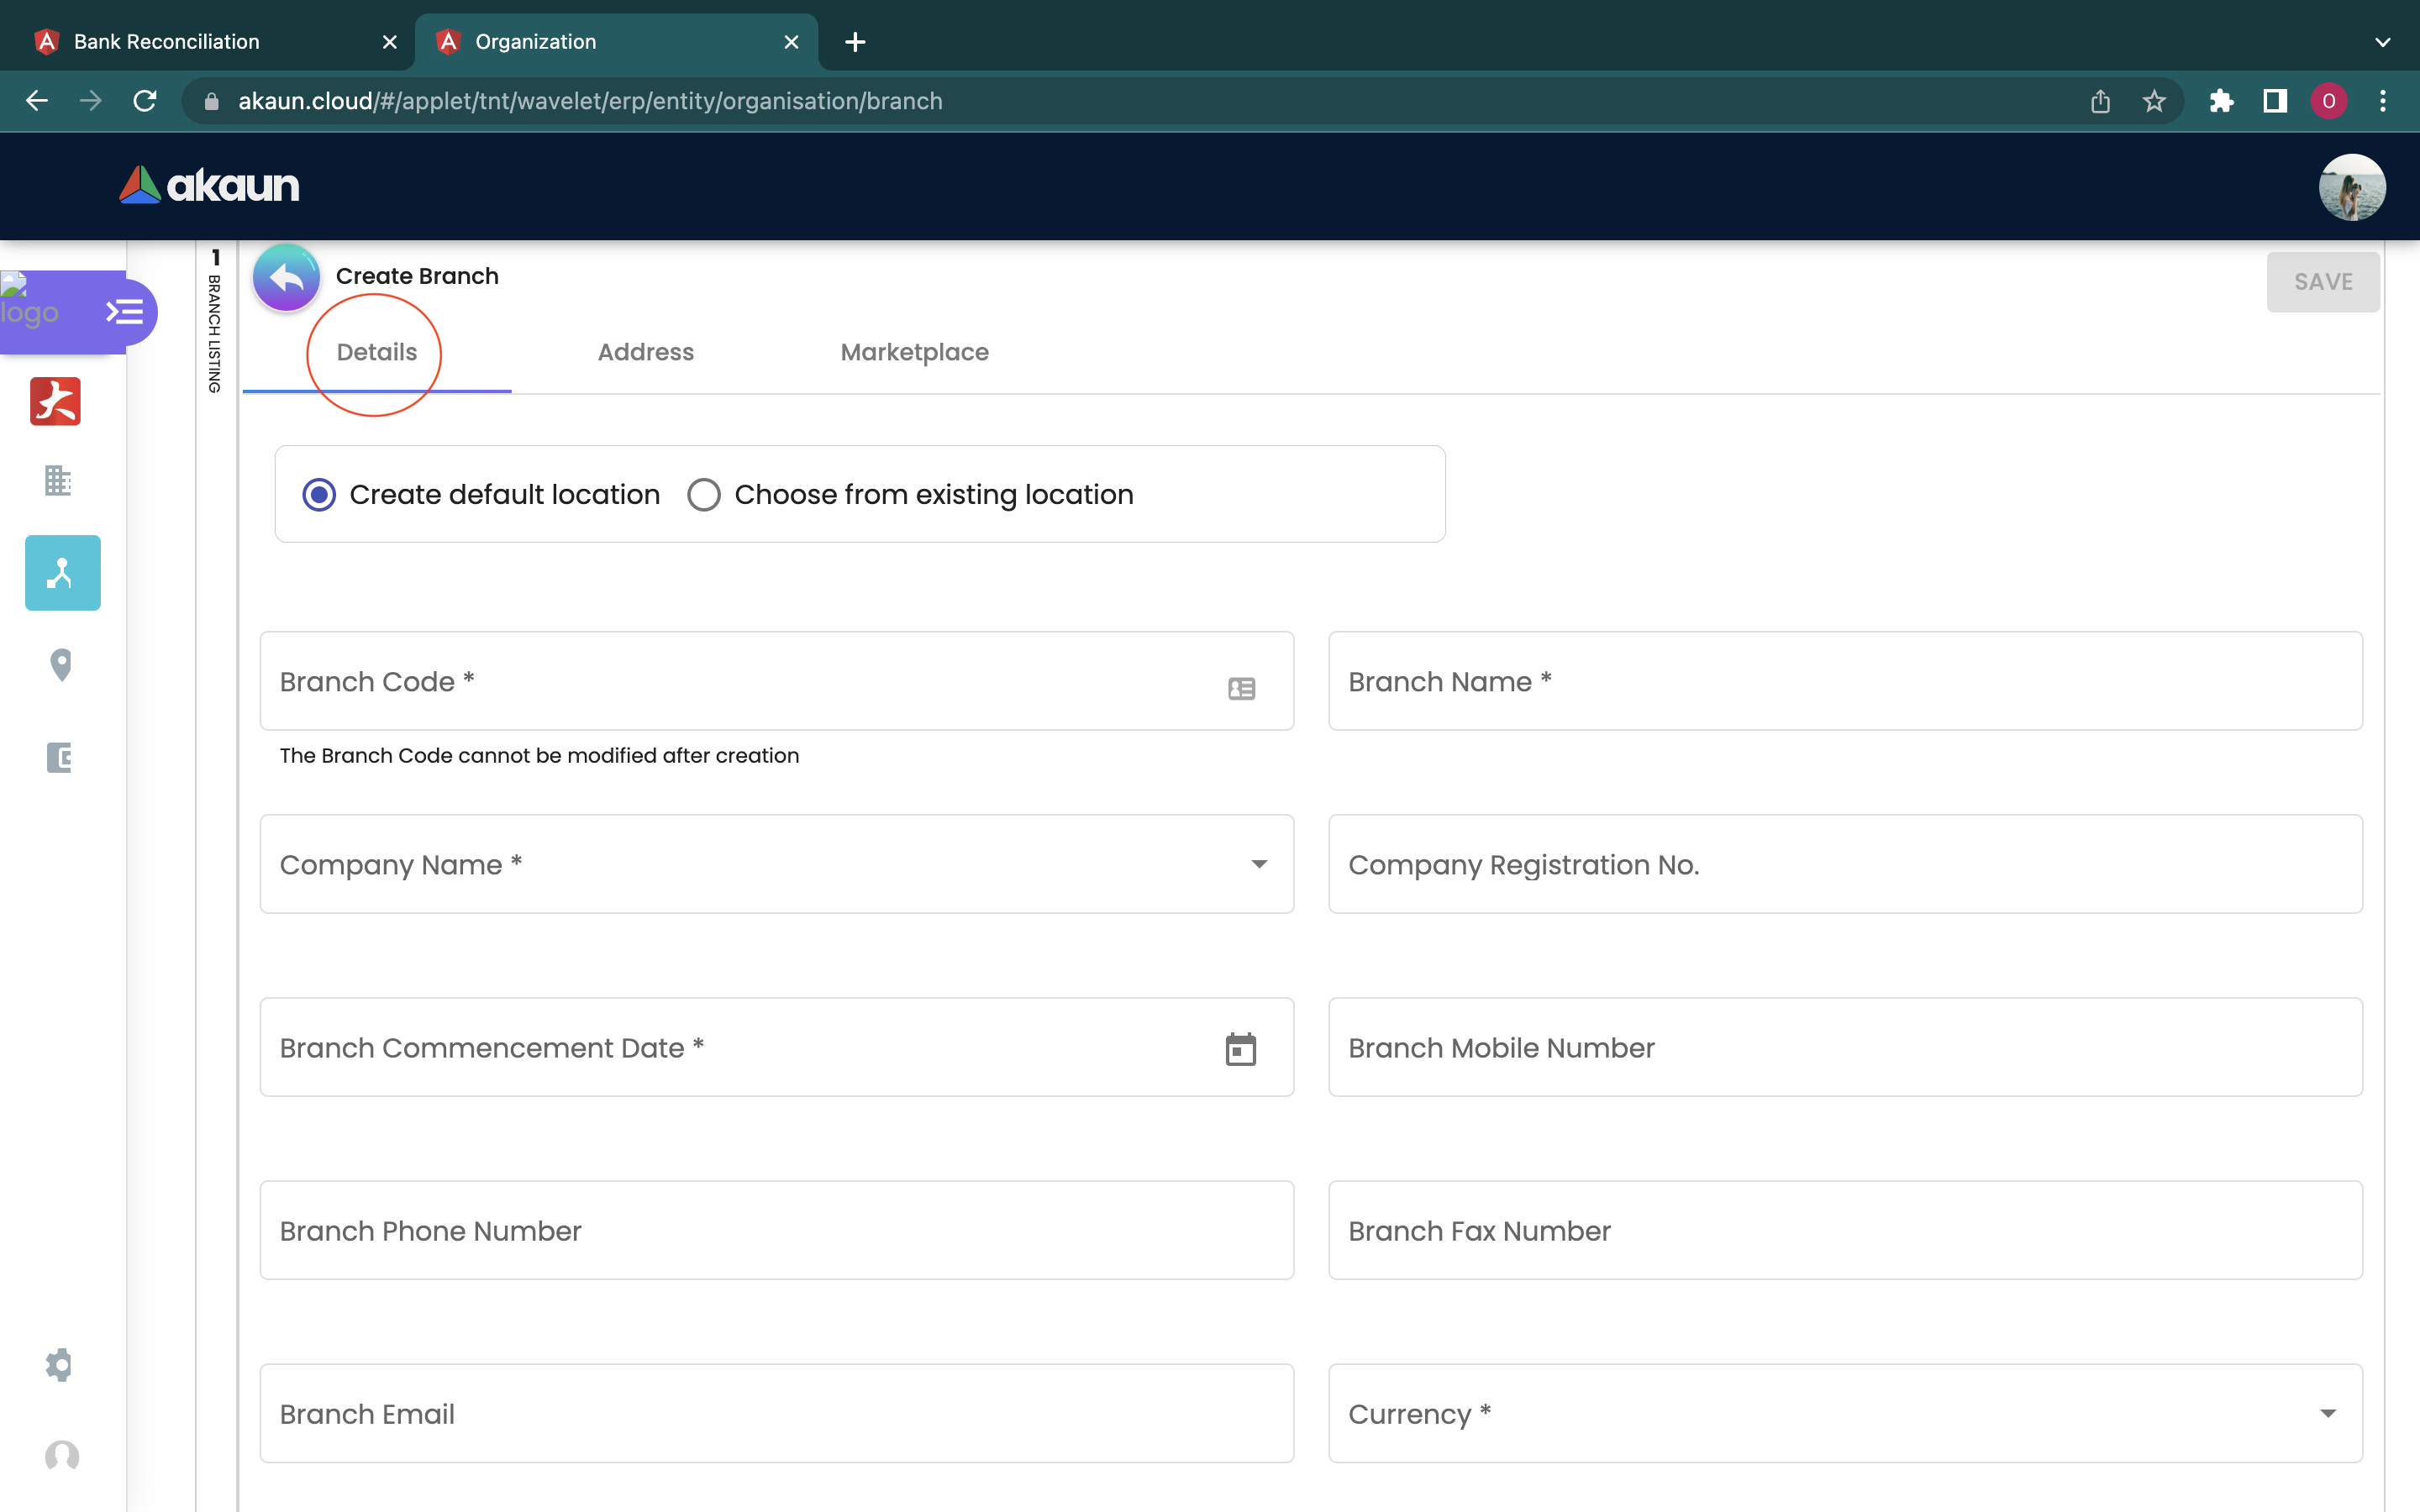 Bank Reconciliation
Organization
akaun.cloud/#/applet/tnt/wavelet/erp/entity/organisation/branch
O
akaun
logo
1 BRANCH LISTING
Create Branch
SAVE
Details Address Marketplace
Create default location Choose from existing location
Branch Code * Branch Name *
The Branch Code cannot be modified after creation
Company Name * Company Registration No.
Branch Commencement Date * Branch Mobile Number
Branch Phone Number Branch Fax Number
Branch Email Currency *